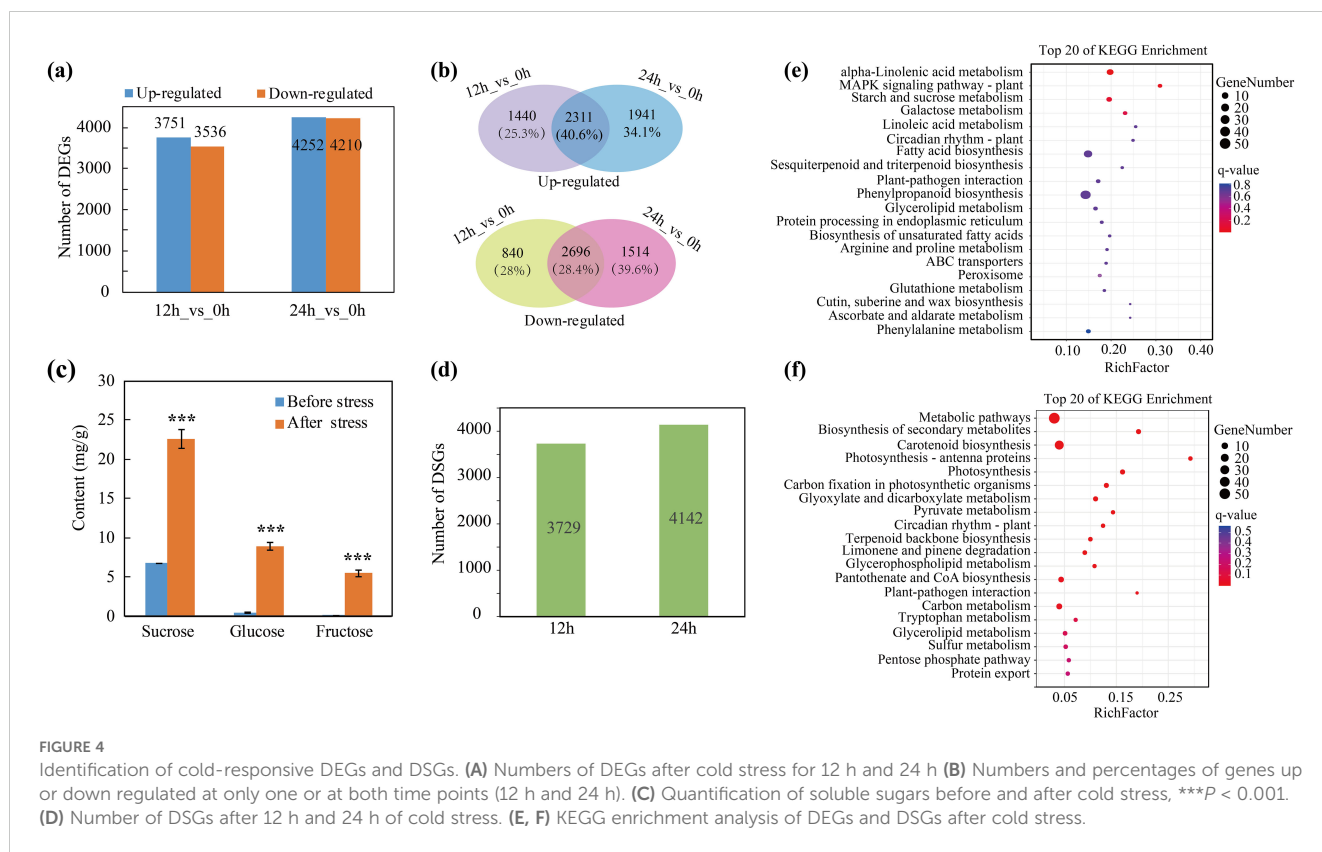 (a)
Up-regulated
Down-regulated
Number of DEGs
4000
3000
2000
1000
0
3751
3536
4252
4210
12h_vs_0h
24h_vs_0h
(b)
12h_vs_0h
24h_vs_0h
1440
(25.3%)
2311
(40.6%)
1941
34.1%
Up-regulated
12h_vs_0h
24h_vs_0h
840
(28%)
2696
(28.4%)
1514
(39.6%)
Down-regulated
(c)
Before stress
After stress
Content (mg/g)
30
25
20
15
10
5
0
***
***
***
Sucrose
Glucose
Fructose
(d)
Number of DSGs
4000
3000
2000
1000
0
3729
4142
12h
24h
(e)
Top 20 of KEGG Enrichment
alpha-Linolenic acid metabolism
MAPK signaling pathway - plant
Starch and sucrose metabolism
Galactose metabolism
Linoleic acid metabolism
Circadian rhythm - plant
Fatty acid biosynthesis
Sesquiterpenoid and triterpenoid biosynthesis
Plant-pathogen interaction
Phenylpropanoid biosynthesis
Glycerolipid metabolism
Protein processing in endoplasmic reticulum
Biosynthesis of unsaturated fatty acids
Arginine and proline metabolism
ABC transporters
Peroxisome
Glutathione metabolism
Cutin, suberine and wax biosynthesis
Ascorbate and aldarate metabolism
Phenylalanine metabolism
0.10 0.20 0.30 0.40
RichFactor
GeneNumber
10
20
30
40
50
q-value
0.8
0.6
0.4
0.2
(f)
Top 20 of KEGG Enrichment
Metabolic pathways
Biosynthesis of secondary metabolites
Carotenoid biosynthesis
Photosynthesis - antenna proteins
Photosynthesis
Carbon fixation in photosynthetic organisms
Glyoxylate and dicarboxylate metabolism
Pyruvate metabolism
Circadian rhythm - plant
Terpenoid backbone biosynthesis
Limonene and pinene degradation
Glycerophospholipid metabolism
Pantothenate and CoA biosynthesis
Plant-pathogen interaction
Carbon metabolism
Tryptophan metabolism
Glycerolipid metabolism
Sulfur metabolism
Pentose phosphate pathway
Protein export
0.05 0.15 0.25
RichFactor
GeneNumber
10
20
30
40
50
q-value
0.5
0.4
0.3
0.2
0.1
FIGURE 4
Identification of cold-responsive DEGs and DSGs. (A) Numbers of DEGs after cold stress for 12 h and 24 h (B) Numbers and percentages of genes up
or down regulated at only one or at both time points (12 h and 24 h). (C) Quantification of soluble sugars before and after cold stress, ***P < 0.001.
(D) Number of DSGs after 12 h and 24 h of cold stress. (E, F) KEGG enrichment analysis of DEGs and DSGs after cold stress.